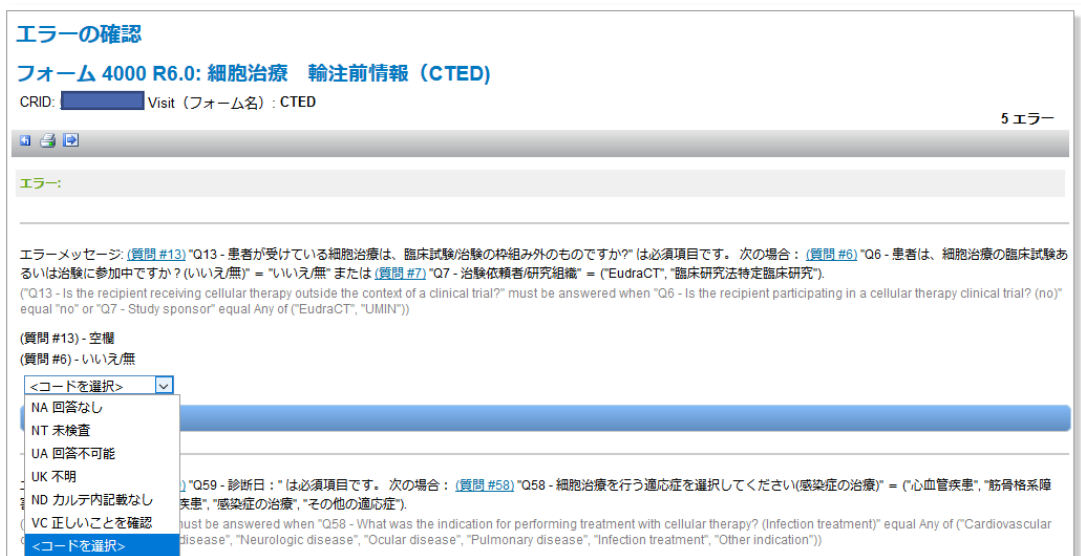 エラーの確認
フォーム 4000 R6.0: 細胞治療　輸注前情報（CTED)
CRID: Visit（フォーム名）: CTED
5 エラー
エラー:
エラーメッセージ: (質問 #13) "Q13 - 患者が受けている細胞治療は、臨床試験/治験の枠組み外のものですか?" は必須項目です。 次の場合： (質問 #6) "Q6 - 患者は、細胞治療の臨床試験あ
るいは治験に参加中ですか？(いいえ/無)" = "いいえ/無" または (質問 #7) "Q7 - 治験依頼者/研究組織" = ("EudraCT", "臨床研究法特定臨床研究").
("Q13 - Is the recipient receiving cellular therapy outside the context of a clinical trial?" must be answered when "Q6 - Is the recipient participating in a cellular therapy clinical trial? (no)"
equal "no" or "Q7 - Study sponsor" equal Any of ("EudraCT", "UMIN"))
(質問 #13) - 空欄
(質問 #6) - いいえ/無
<コードを選択>
NA 回答なし
NT 未検査
UA 回答不可能
UK 不明
ND カルテ内記載なし
VC 正しいことを確認
<コードを選択>
) "Q59 - 診断日：" は必須項目です。 次の場合： (質問 #58) "Q58 - 細胞治療を行う適応症を選択してください(感染症の治療)" = ("心血管疾患", "筋骨格系障
疾患", "感染症の治療", "その他の適応症").
must be answered when "Q58 - What was the indication for performing treatment with cellular therapy? (Infection treatment)" equal Any of ("Cardiovascular
disease", "Neurologic disease", "Ocular disease", "Pulmonary disease", "Infection treatment", "Other indication"))